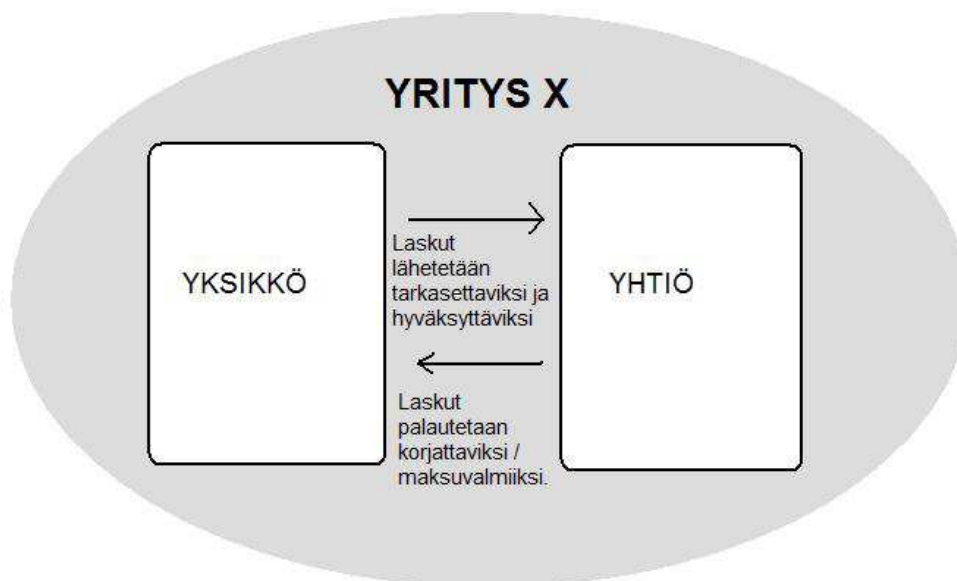 YRITYS X
YKSIKKÖ
Laskut
lähetetään
tarkasettaviksi ja
hyväksyttäviksi
YHTIÖ
Laskut
palautetaan
korjattaviksi /
maksuvalmiiksi.